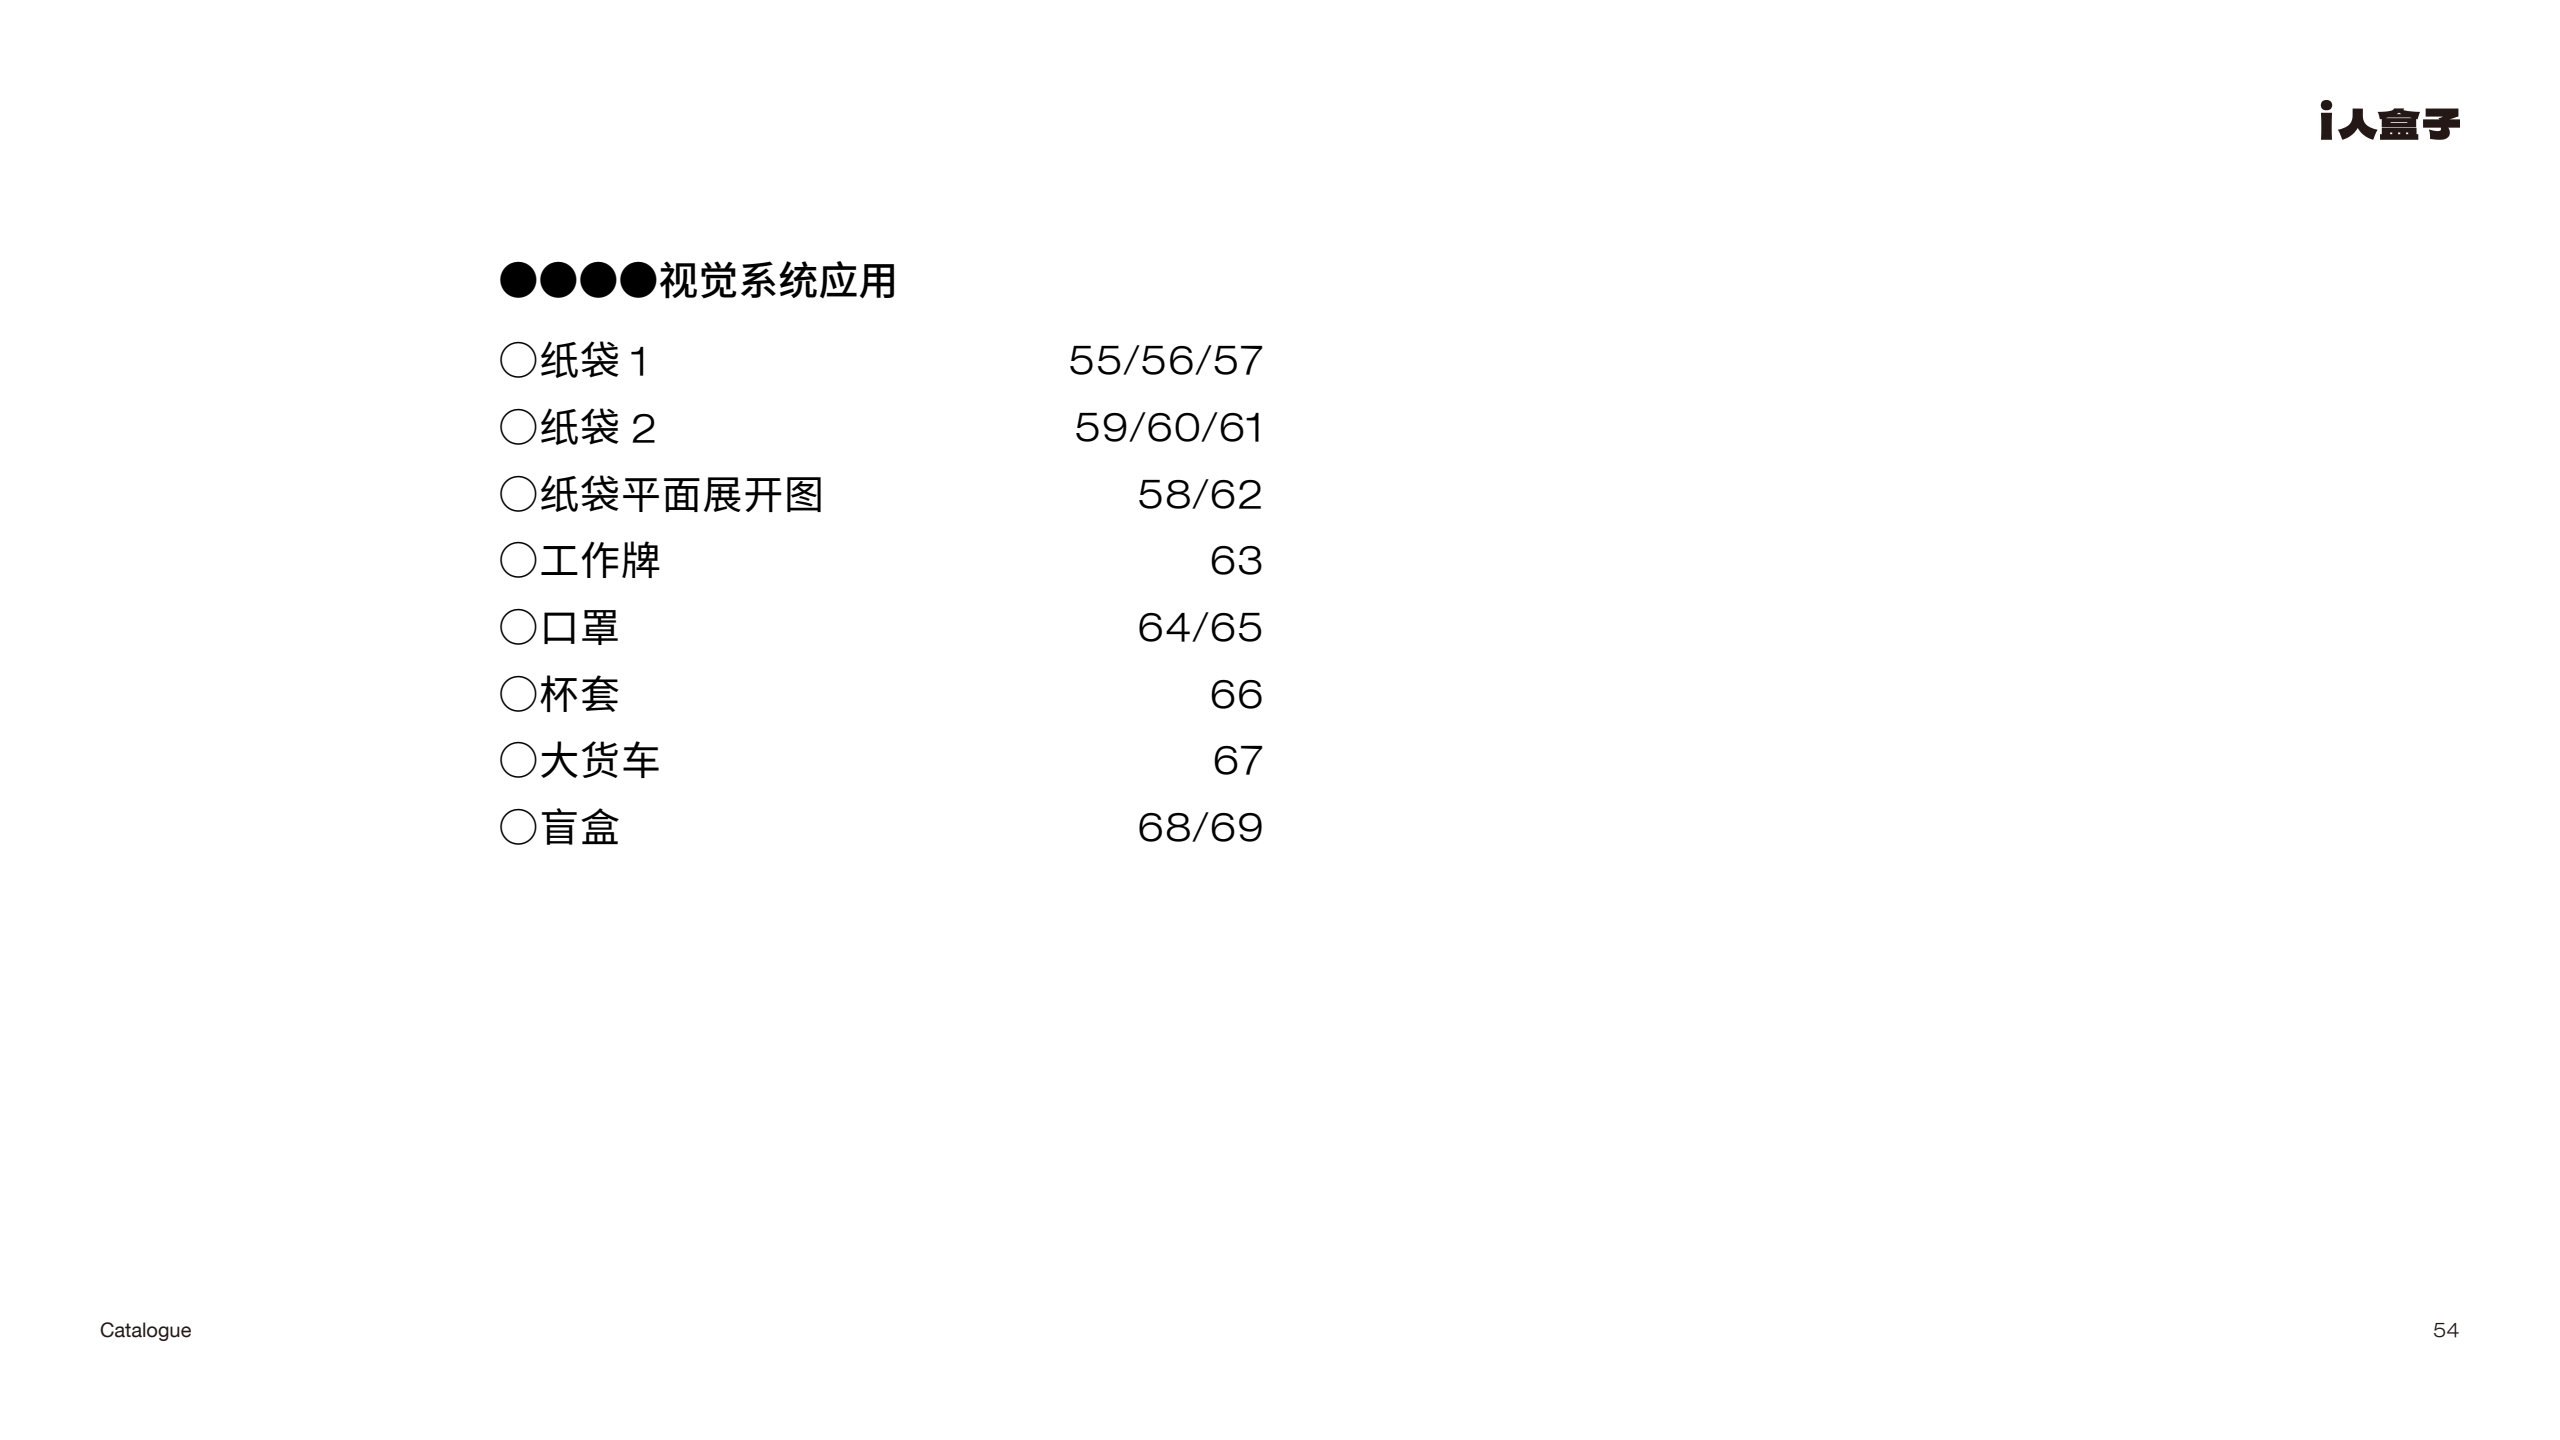 i人盒子
●●●●视觉系统应用
○纸袋 1 55/56/57
○纸袋 2 59/60/61
○纸袋平面展开图 58/62
○工作牌 63
○口罩 64/65
○杯套 66
○大货车 67
○盲盒 68/69
Catalogue 54